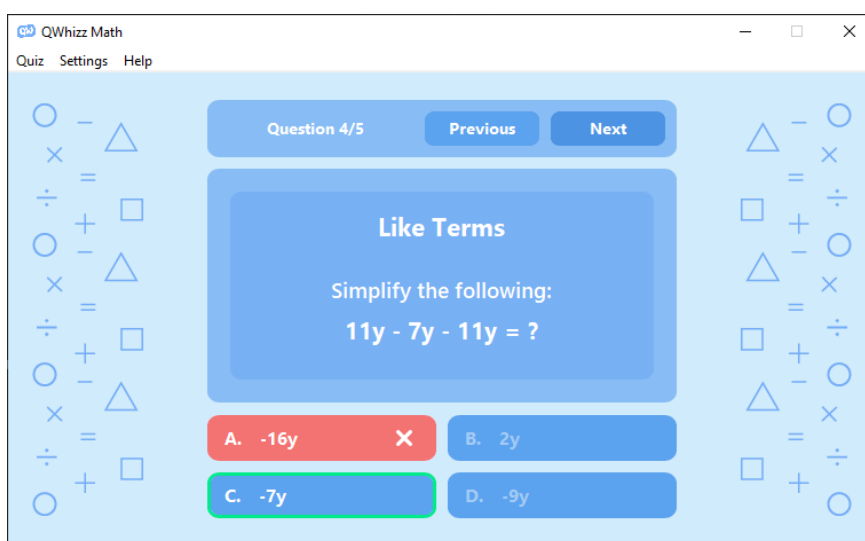 QW QWhizz Math
Quiz Settings Help
Question 4/5 Previous Next
Like Terms
Simplify the following:
11y - 7y - 11y = ?
A. -16y
B. 2y
C. -7y
D. -9y